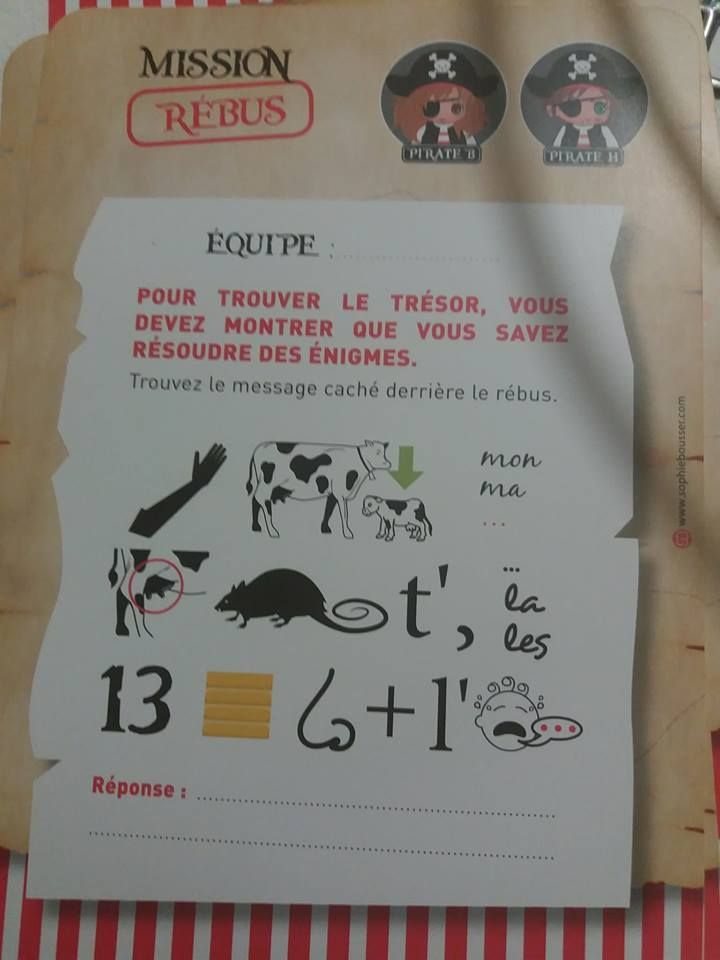 MISSION
RÉBUS
PIRATE B
PIRATE H
ÉQUIPE :
POUR TROUVER LE TRÉSOR, VOUS
DEVEZ MONTRER QUE VOUS SAVEZ
RÉSOUDRE DES ÉNIGMES.
Trouvez le message caché derrière le rébus.
mon
ma
...
t' ,
...
la
les
13 + l'
Réponse :
www.sophiebousser.com